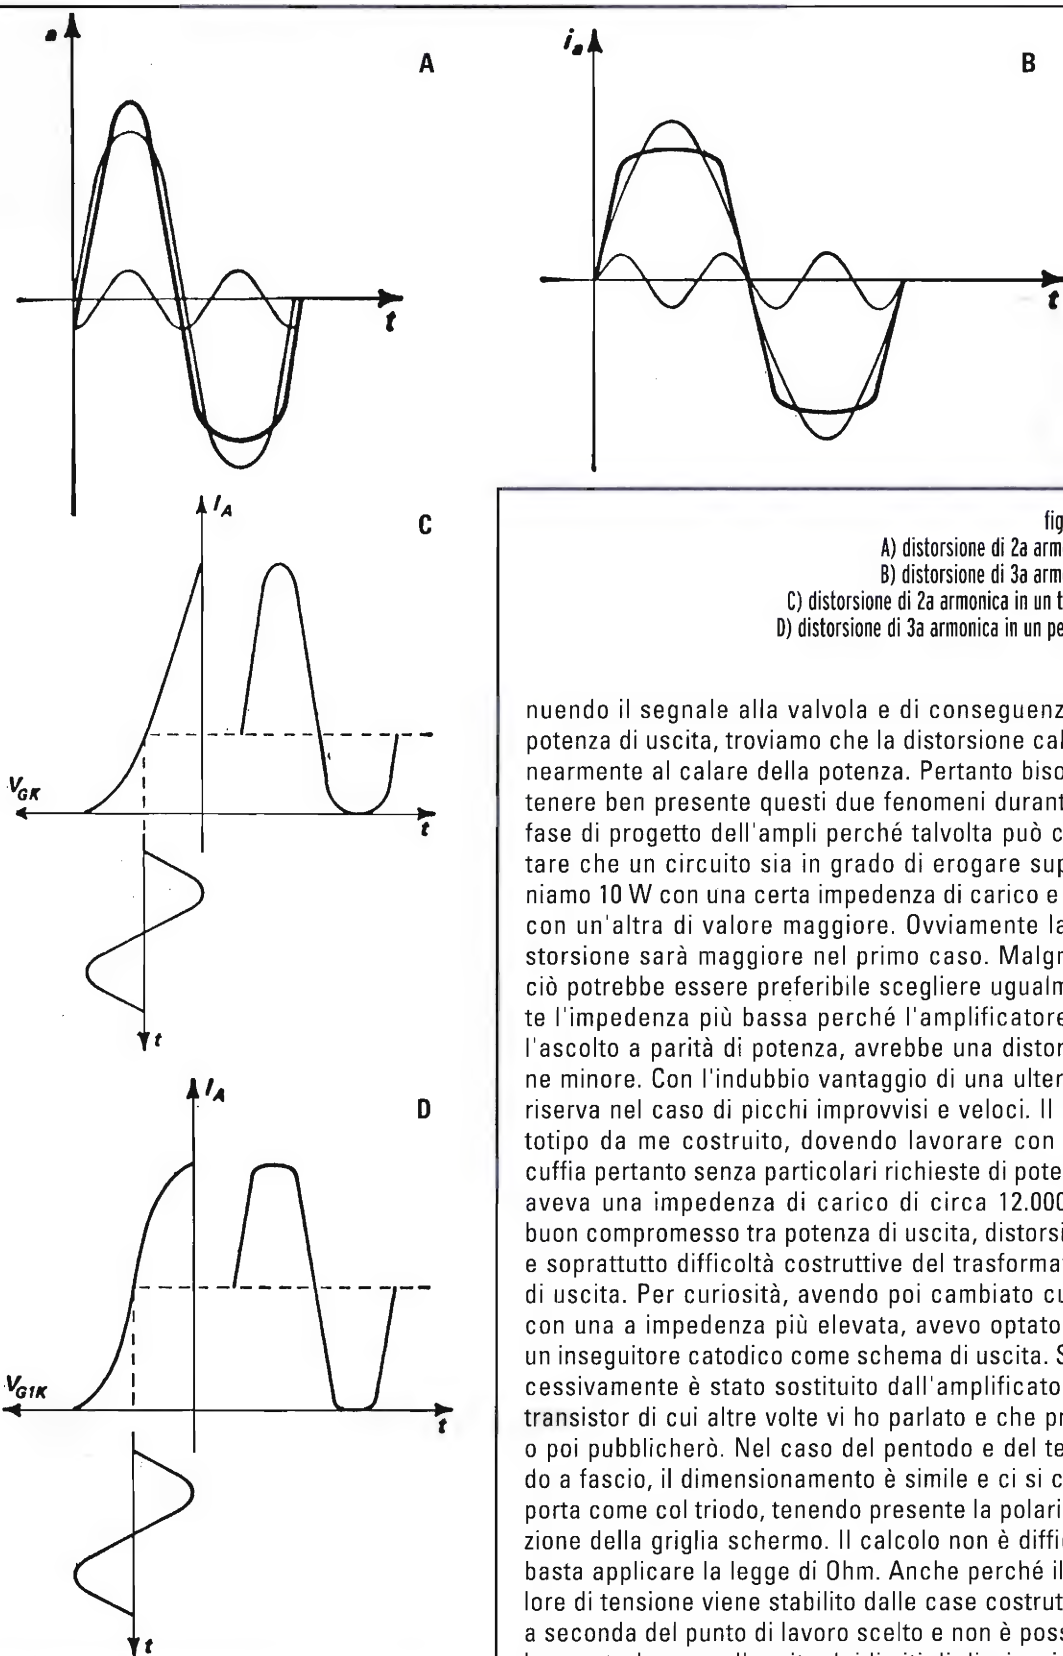 a
A
t
ia
B
t
IA
C
VGK
t
t
IA
D
VG1K
t
t
fig
A) distorsione di 2a arm
B) distorsione di 3a arm
C) distorsione di 2a armonica in un t
D) distorsione di 3a armonica in un pe
nuendo il segnale alla valvola e di conseguenz
potenza di uscita, troviamo che la distorsione cal
nearmente al calare della potenza. Pertanto biso
tenere ben presente questi due fenomeni durant
fase di progetto dell'ampli perché talvolta può c
tare che un circuito sia in grado di erogare sup
niamo 10 W con una certa impedenza di carico e
con un'altra di valore maggiore. Ovviamente la
storsione sarà maggiore nel primo caso. Malgr
ciò potrebbe essere preferibile scegliere ugualm
te l'impedenza più bassa perché l'amplificatore
l'ascolto a parità di potenza, avrebbe una distor
ne minore. Con l'indubbio vantaggio di una ulter
riserva nel caso di picchi improvvisi e veloci. Il
totipo da me costruito, dovendo lavorare con
cuffia pertanto senza particolari richieste di pote
aveva una impedenza di carico di circa 12.000
buon compromesso tra potenza di uscita, distorsi
e soprattutto difficoltà costruttive del trasforma
di uscita. Per curiosità, avendo poi cambiato cu
con una a impedenza più elevata, avevo optato
un inseguitore catodico come schema di uscita. S
cessivamente è stato sostituito dall'amplificato
transistor di cui altre volte vi ho parlato e che pr
o poi pubblicherò. Nel caso del pentodo e del te
do a fascio, il dimensionamento è simile e ci si c
porta come col triodo, tenendo presente la polari
zione della griglia schermo. Il calcolo non è diffi
basta applicare la legge di Ohm. Anche perché il
lore di tensione viene stabilito dalle case costrut
a seconda del punto di lavoro scelto e non è poss